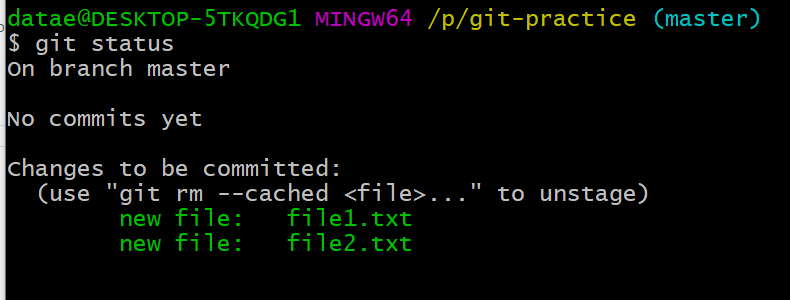 datae@DESKTOP-5TKQDG1 MINGW64 /p/git-practice (master)
$ git status
On branch master
No commits yet
Changes to be committed:
  (use "git rm --cached <file>..." to unstage)
        new file:   file1.txt
        new file:   file2.txt